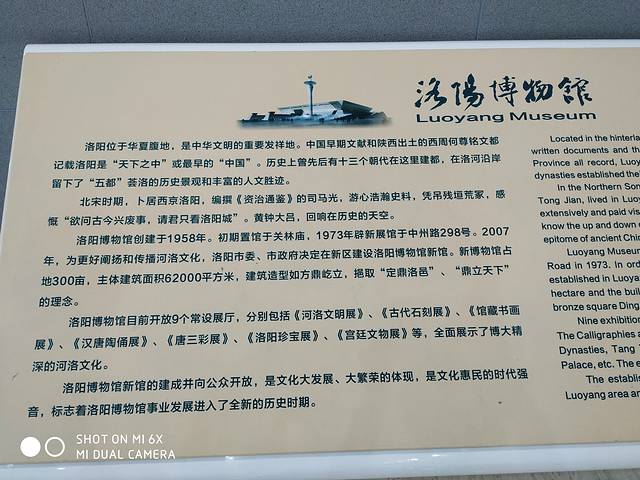 洛陽博物館
Luoyang Museum
洛阳位于华夏腹地，是中华文明的重要发祥地。中国早期文献和陕西出土的西周何尊铭文都
记载洛阳是“天下之中”或最早的“中国”。历史上曾先后有十三个朝代在这里建都，在洛河沿岸
留下了“五都”荟洛的历史景观和丰富的人文胜迹。
北宋时期，卜居西京洛阳，编撰《资治通鉴》的司马光，游心浩瀚史料，凭吊残垣荒冢，感
慨“欲问古今兴废事，请君只看洛阳城”。黄钟大吕，回响在历史的天空。
洛阳博物馆创建于1958年。初期置馆于关林庙，1973年辟新展馆于中州路298号。2007
年，为更好阐扬和传播河洛文化，洛阳市委、市政府决定在新区建设洛阳博物馆新馆。新博物馆占
地300亩，主体建筑面积62000平方米，建筑造型如方鼎屹立，挹取“定鼎洛邑”、“鼎立天下”
的理念。
洛阳博物馆目前开放9个常设展厅，分别包括《河洛文明展》、《古代石刻展》、《馆藏书画
展》、《汉唐陶俑展》、《唐三彩展》、《洛阳珍宝展》、《宫廷文物展》等，全面展示了博大精
深的河洛文化。
洛阳博物馆新馆的建成并向公众开放，是文化大发展、大繁荣的体现，是文化惠民的时代强
音，标志着洛阳博物馆事业发展进入了全新的历史时期。
Located in the hinterla
written documents and th
Province all record, Luoy
dynasties established the
In the Northern Son
Tong Jian, lived in Luoy
extensively and paid vis
know the up and down
epitome of ancient Chi
Luoyang Museum
Road in 1973. In ord
established in Luoya
hectare and the buil
bronze square Ding,
Nine exhibition
The Calligraphies a
Dynasties, Tang
Palace, etc. The e
The establis
Luoyang area an
SHOT ON MI 6X
MI DUAL CAMERA